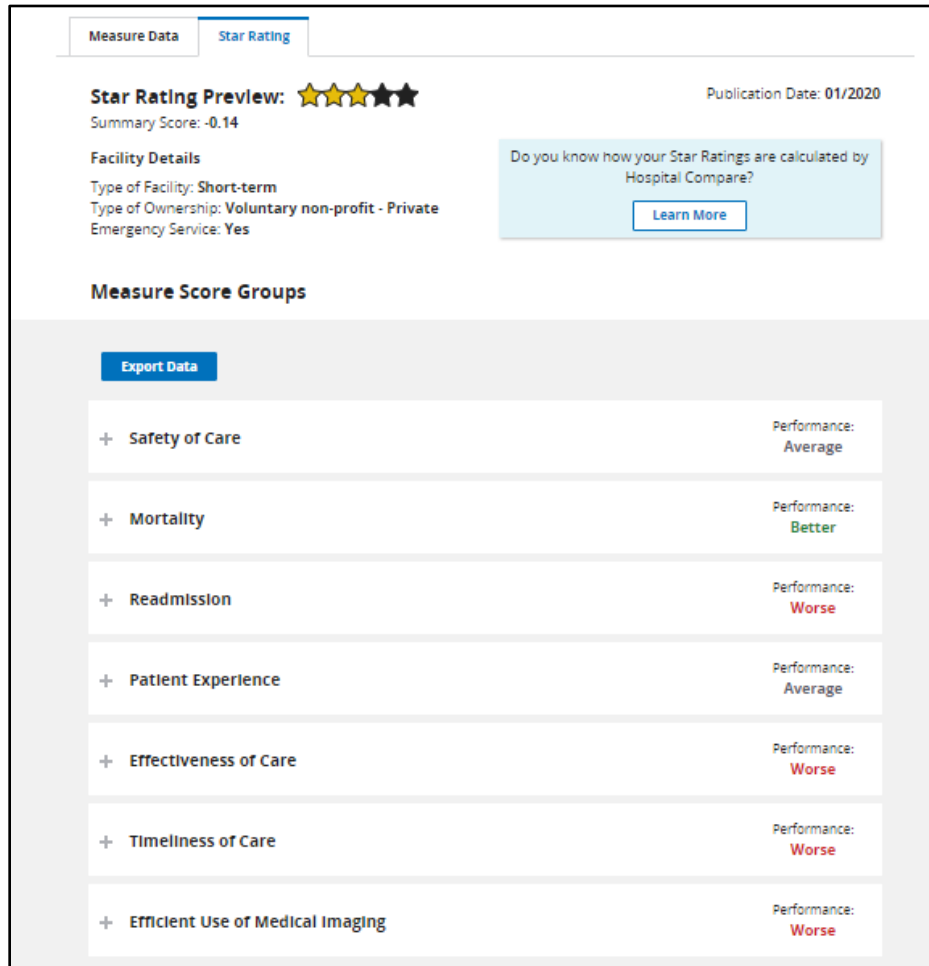 Measure Data
Star Rating
Star Rating Preview:
Publication Date: 01/2020
Summary Score: -0.14
Facility Details
Type of Facility: Short-term
Type of Ownership: Voluntary non-profit - Private
Emergency Service: Yes
Do you know how your Star Ratings are calculated by
Hospital Compare?
Learn More
Measure Score Groups
Export Data
Safety of Care
Performance:
Average
Mortality
Performance:
Better
Readmission
Performance:
Worse
Patient Experience
Performance:
Average
Effectiveness of Care
Performance:
Worse
Timeliness of Care
Performance:
Worse
Efficient Use of Medical Imaging
Performance:
Worse